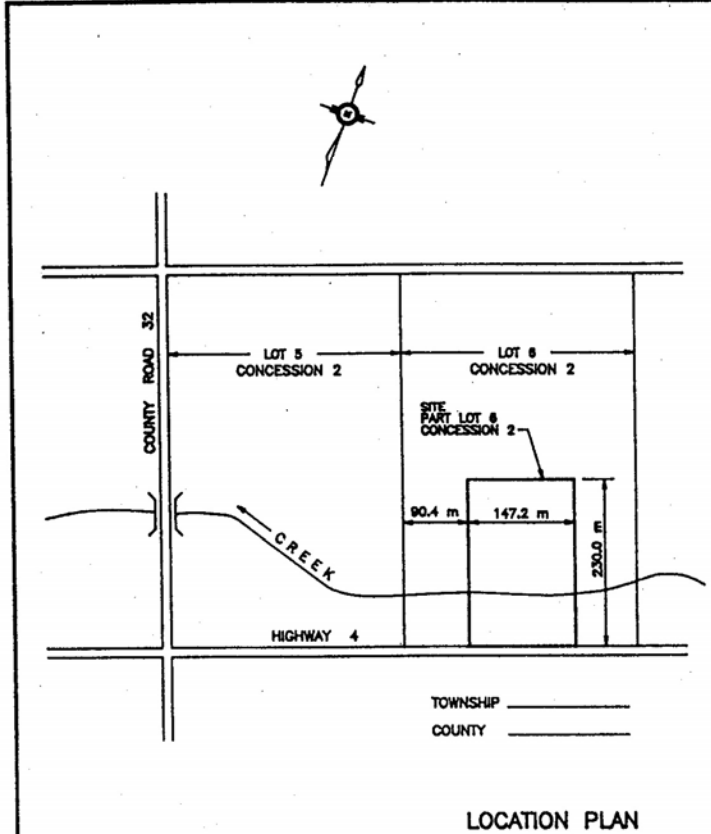 COUNTY ROAD 32
LOT 5
CONCESSION 2
LOT 6
CONCESSION 2
SITE
PART LOT 6
CONCESSION 2
90.4 m
147.2 m
230.0 m
CREEK
HIGHWAY 4
TOWNSHIP
COUNTY
LOCATION PLAN